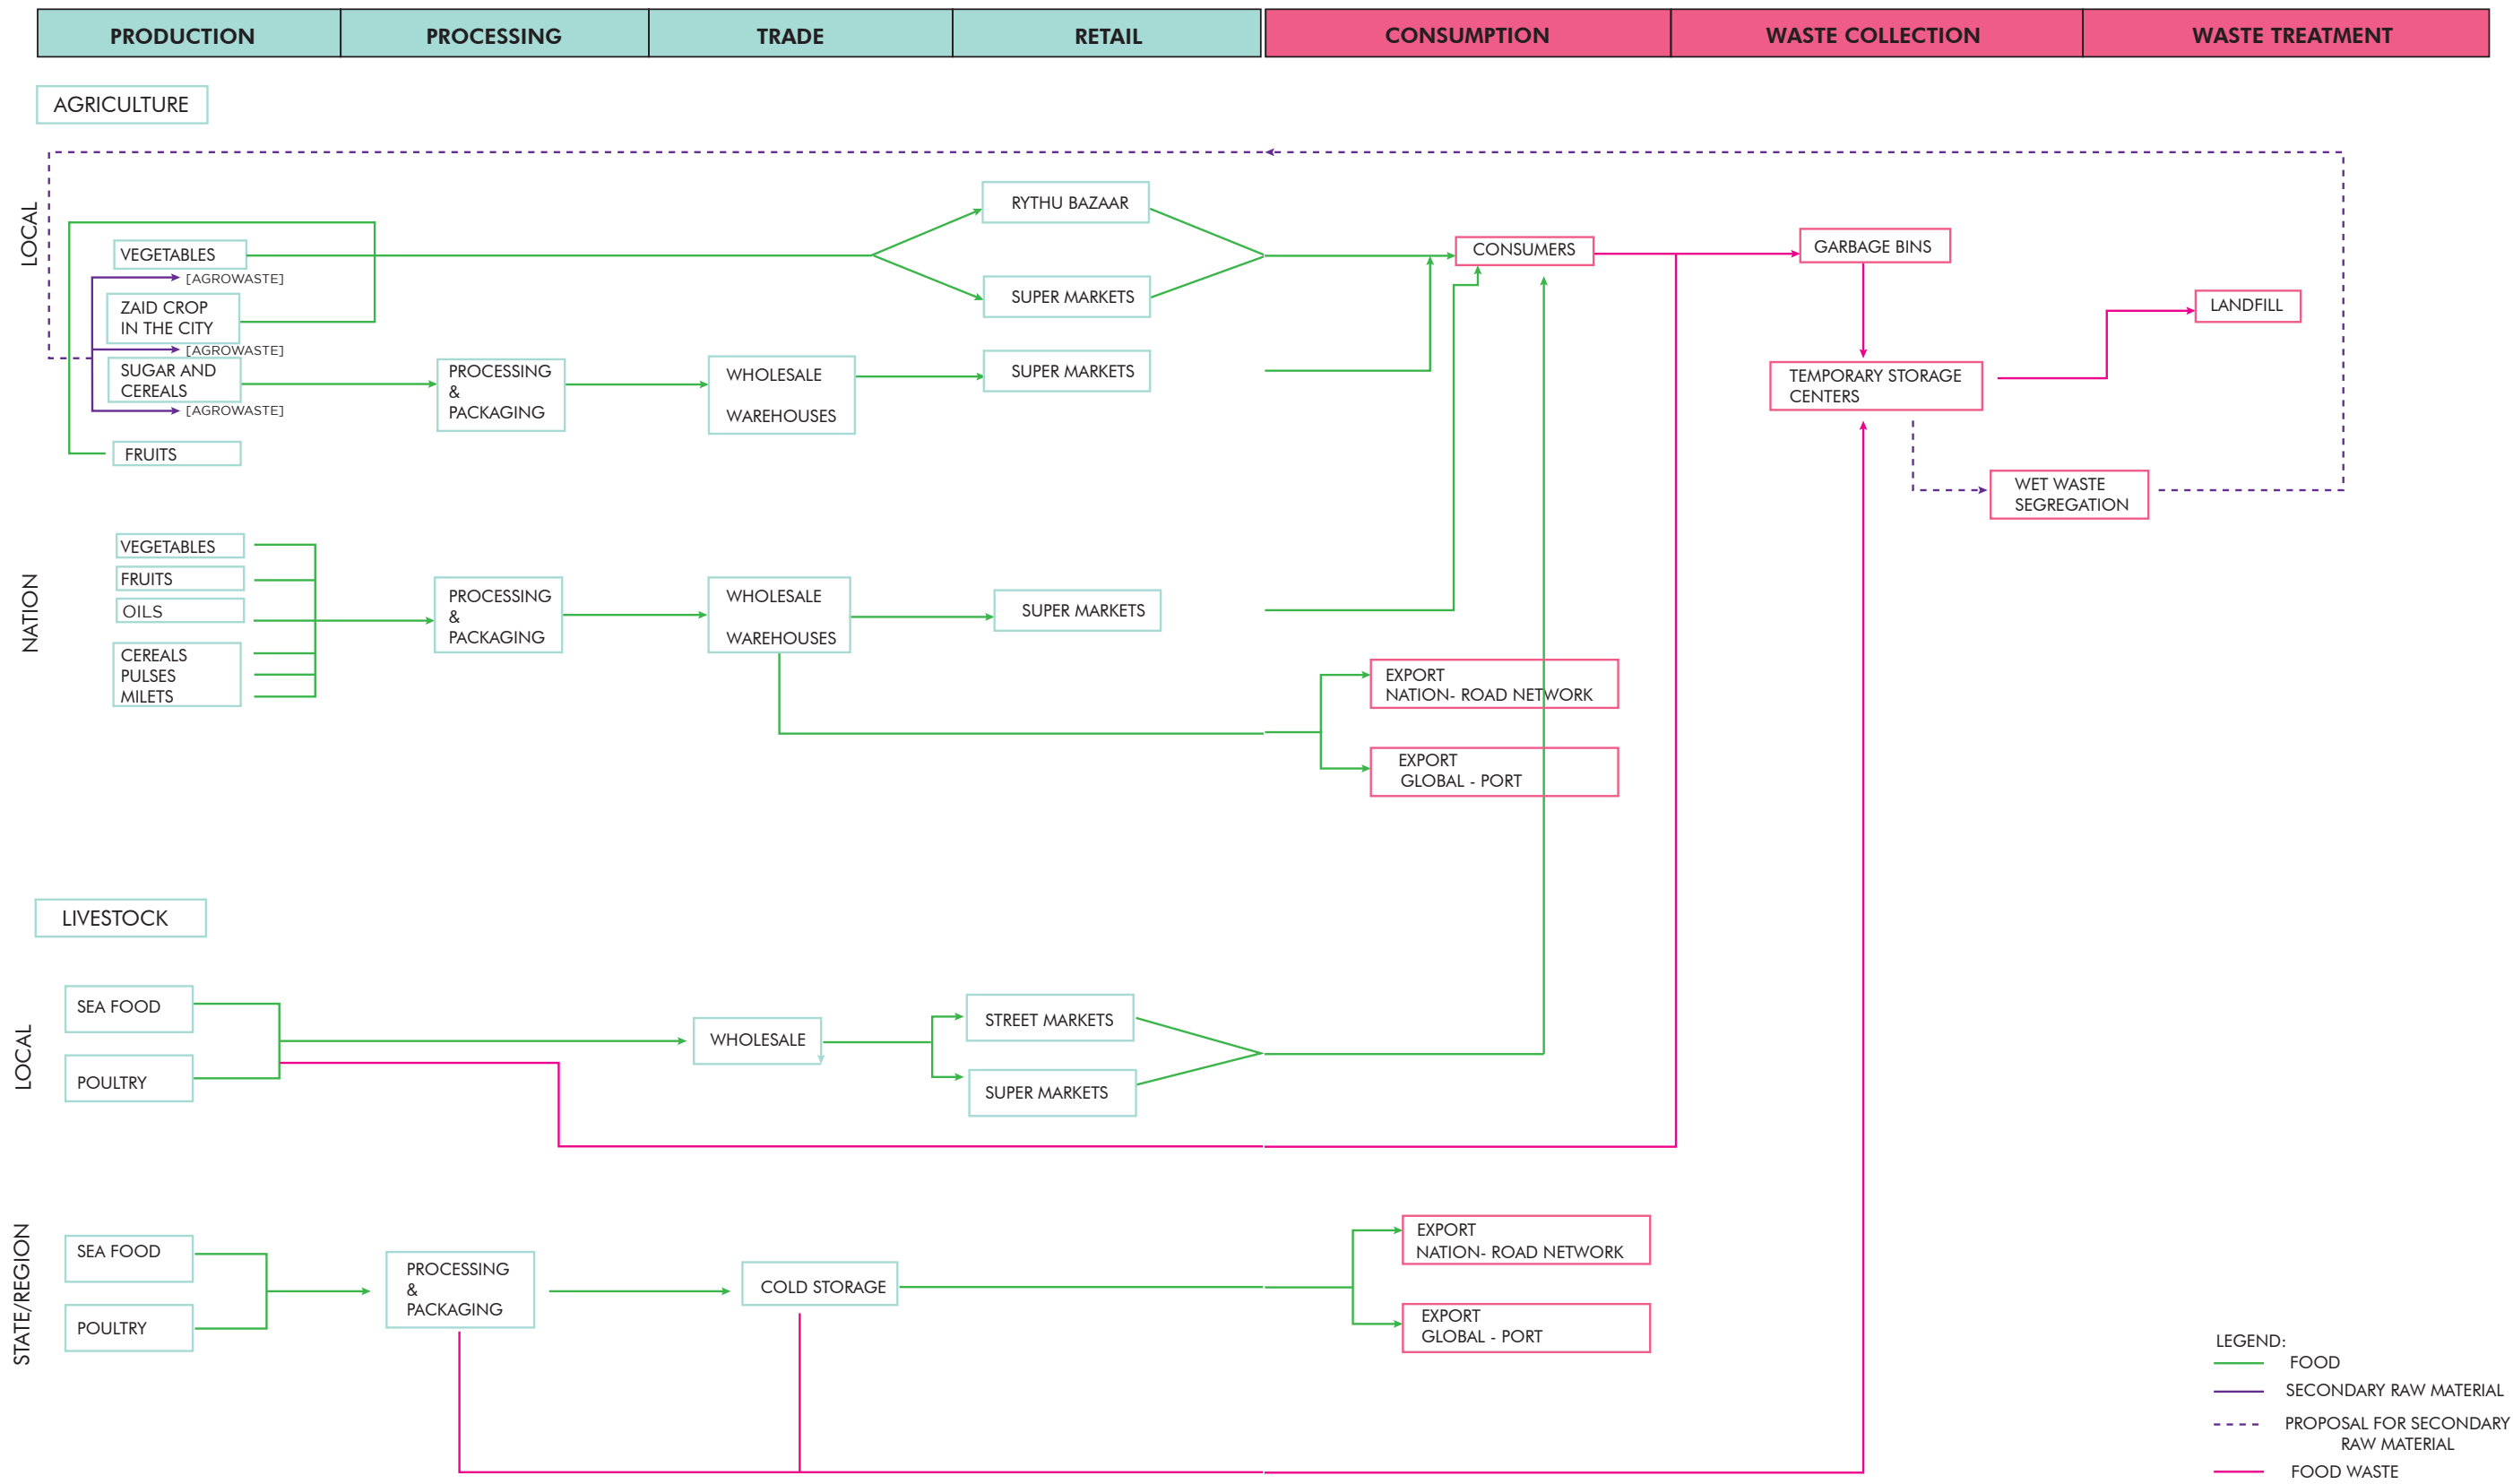 PRODUCTION
PROCESSING
TRADE
RETAIL
CONSUMPTION
WASTE COLLECTION
WASTE TREATMENT
AGRICULTURE
LOCAL
VEGETABLES
[AGROWASTE]
ZAID CROP
IN THE CITY
[AGROWASTE]
SUGAR AND
CEREALS
[AGROWASTE]
FRUITS
PROCESSING
&
PACKAGING
WHOLESALE
WAREHOUSES
RYTHU BAZAAR
SUPER MARKETS
SUPER MARKETS
CONSUMERS
GARBAGE BINS
TEMPORARY STORAGE
CENTERS
LANDFILL
WET WASTE
SEGREGATION
NATION
VEGETABLES
FRUITS
OILS
CEREALS
PULSES
MILETS
PROCESSING
&
PACKAGING
WHOLESALE
WAREHOUSES
SUPER MARKETS
EXPORT
NATION- ROAD NETWORK
EXPORT
GLOBAL - PORT
LIVESTOCK
LOCAL
SEA FOOD
POULTRY
WHOLESALE
STREET MARKETS
SUPER MARKETS
STATE/REGION
SEA FOOD
POULTRY
PROCESSING
&
PACKAGING
COLD STORAGE
EXPORT
NATION- ROAD NETWORK
EXPORT
GLOBAL - PORT
LEGEND:
FOOD
SECONDARY RAW MATERIAL
PROPOSAL FOR SECONDARY
RAW MATERIAL
FOOD WASTE